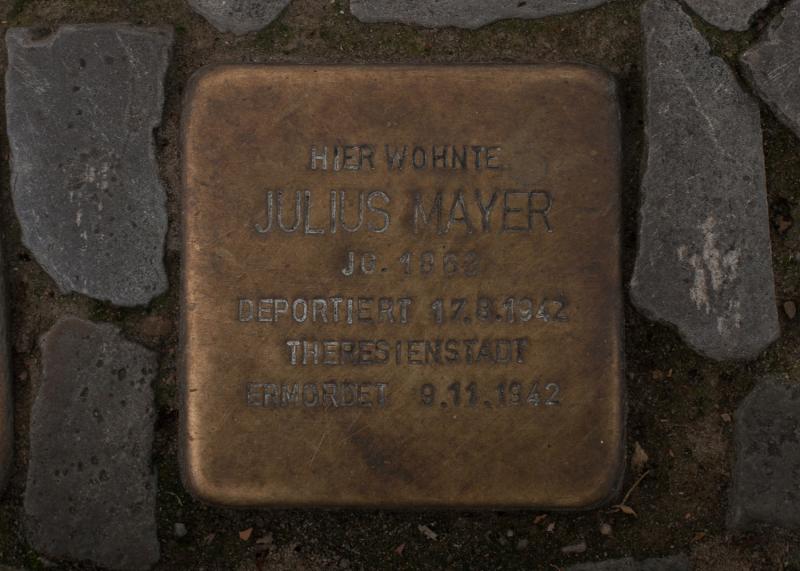 HIER WOHNTE
JULIUS MAYER
JG. 1862
DEPORTIERT 17.8.1942
THERESIENSTADT
ERMORDET 9.11.1942